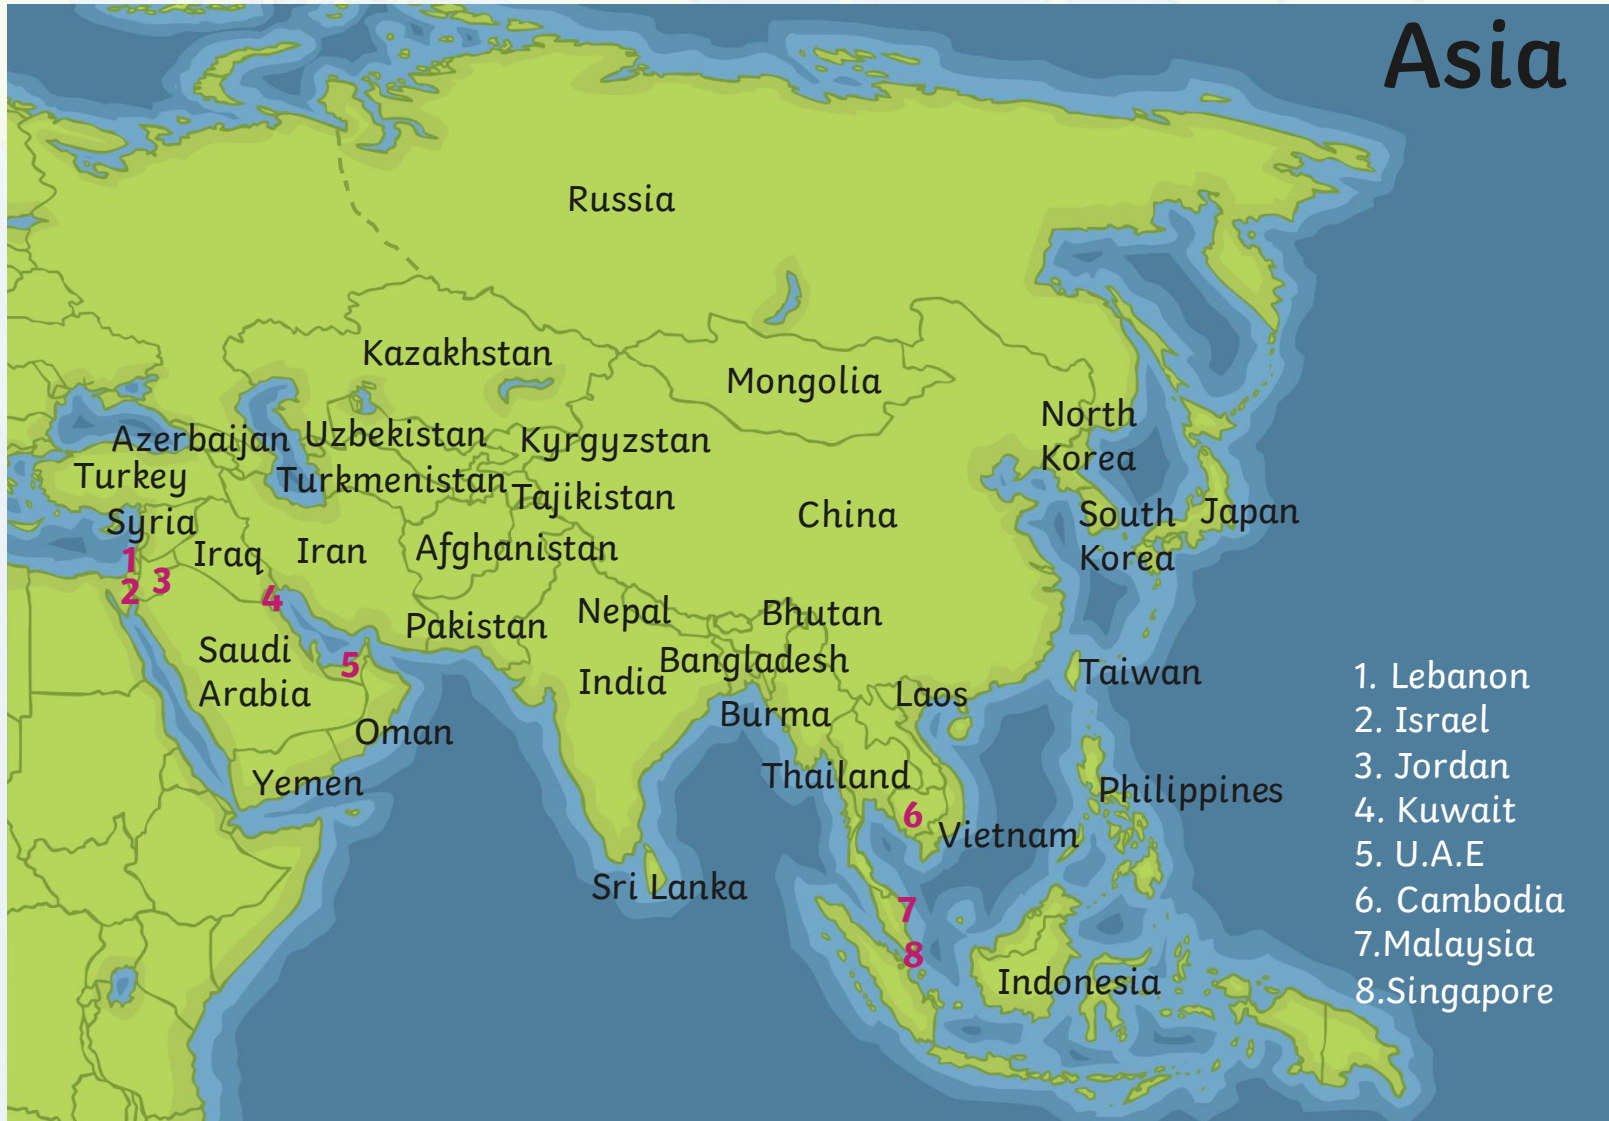 Asia
Russia
Kazakhstan
Mongolia
North
Korea
Azerbaijan
Uzbekistan
Kyrgyzstan
Turkey
Turkmenistan
Tajikistan
China
South
Korea
Japan
Syria
Iraq
Iran
Afghanistan
1
2
3
4
Pakistan
Nepal
Bhutan
Saudi
Arabia
5
India
Bangladesh
Taiwan
Laos
Burma
Oman
Yemen
Thailand
Philippines
6
Vietnam
Sri Lanka
7
8
Indonesia
1. Lebanon
2. Israel
3. Jordan
4. Kuwait
5. U.A.E
6. Cambodia
7.Malaysia
8.Singapore